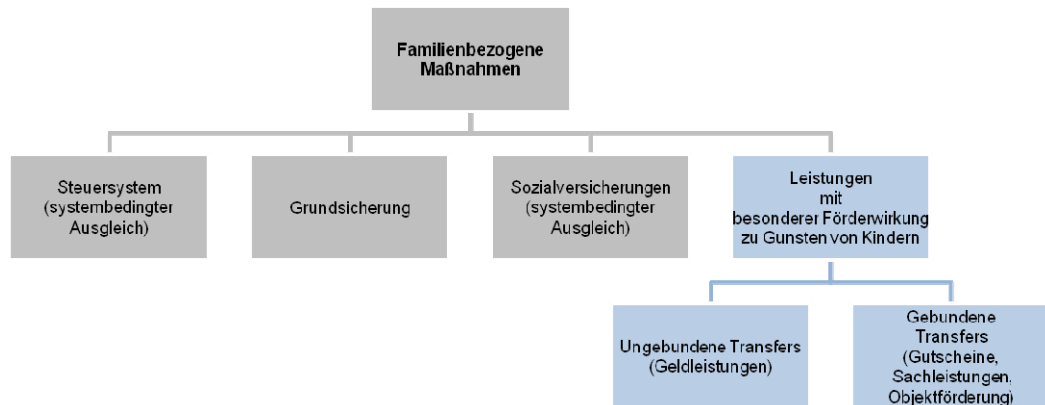 Familienbezogene
Maßnahmen
Steuersystem
(systembedingter
Ausgleich)
Grundsicherung
Sozialversicherungen
(systembedingter
Ausgleich)
Leistungen
mit
besonderer Förderwirkung
zu Gunsten von Kindern
Ungebundene Transfers
(Geldleistungen)
Gebundene
Transfers
(Gutscheine,
Sachleistungen,
Objektförderung)